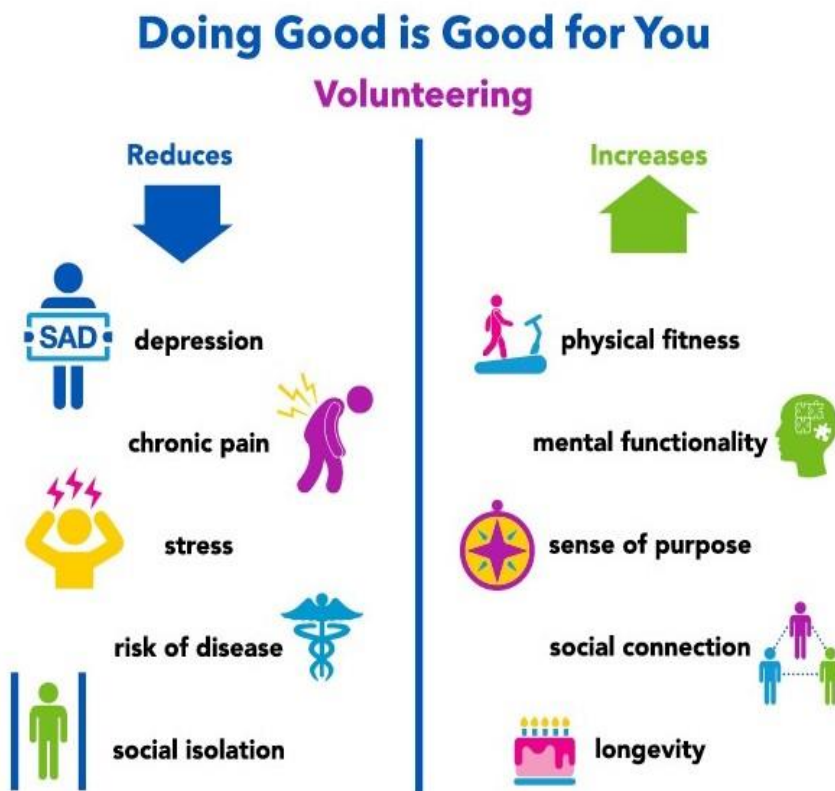 Doing Good is Good for You
Volunteering
Reduces
SAD
depression
chronic pain
stress
risk of disease
social isolation
Increases
physical fitness
mental functionality
sense of purpose
social connection
longevity